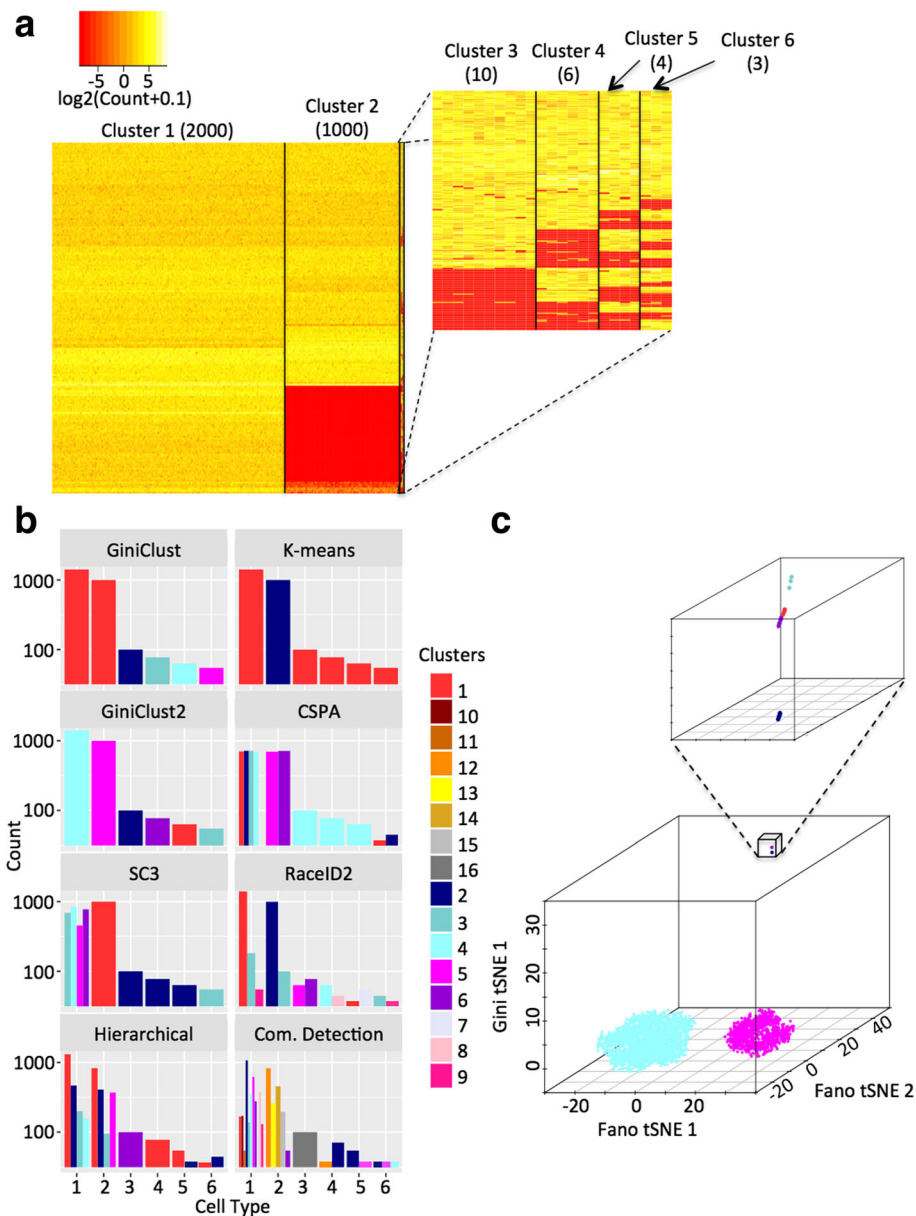 a
-5 0 5
log2(Count+0.1)
Cluster 1 (2000)
Cluster 2
(1000)
Cluster 3
(10)
Cluster 4
(6)
Cluster 5
(4)
Cluster 6
(3)
b
GiniClust
K-means
1000
100
GiniClust2
CSPA
1000
100
SC3
RaceID2
1000
100
Hierarchical
Com. Detection
1000
100
Count
1 2 3 4 5 6
1 2 3 4 5 6
Cell Type
Clusters
1
10
11
12
13
14
15
16
2
3
4
5
6
7
8
9
c
Gini tSNE 1
30
20
10
0
-20 0 20
Fano tSNE 1
-20 0 20 40
Fano tSNE 2